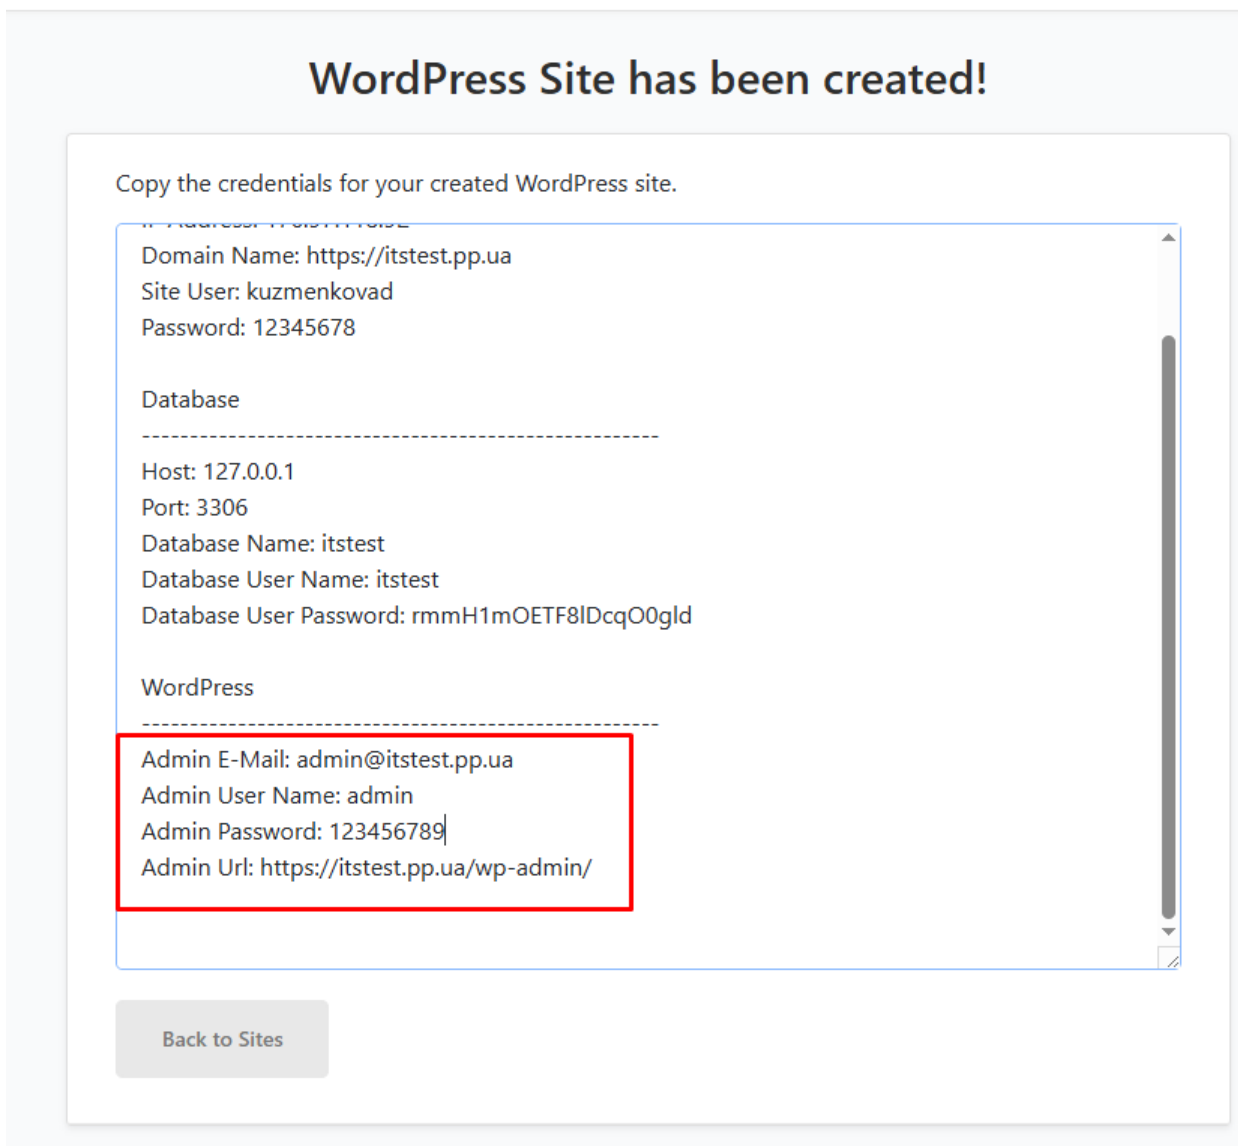 WordPress Site has been created!
Copy the credentials for your created WordPress site.
Domain Name: https://itstest.pp.ua
Site User: kuzmenkovad
Password: 12345678
Database
------------------------------------------------------
Host: 127.0.0.1
Port: 3306
Database Name: itstest
Database User Name: itstest
Database User Password: rmmH1mOETF8lDcqO0gld
WordPress
------------------------------------------------------
Admin E-Mail: admin@itstest.pp.ua
Admin User Name: admin
Admin Password: 123456789
Admin Url: https://itstest.pp.ua/wp-admin/
Back to Sites